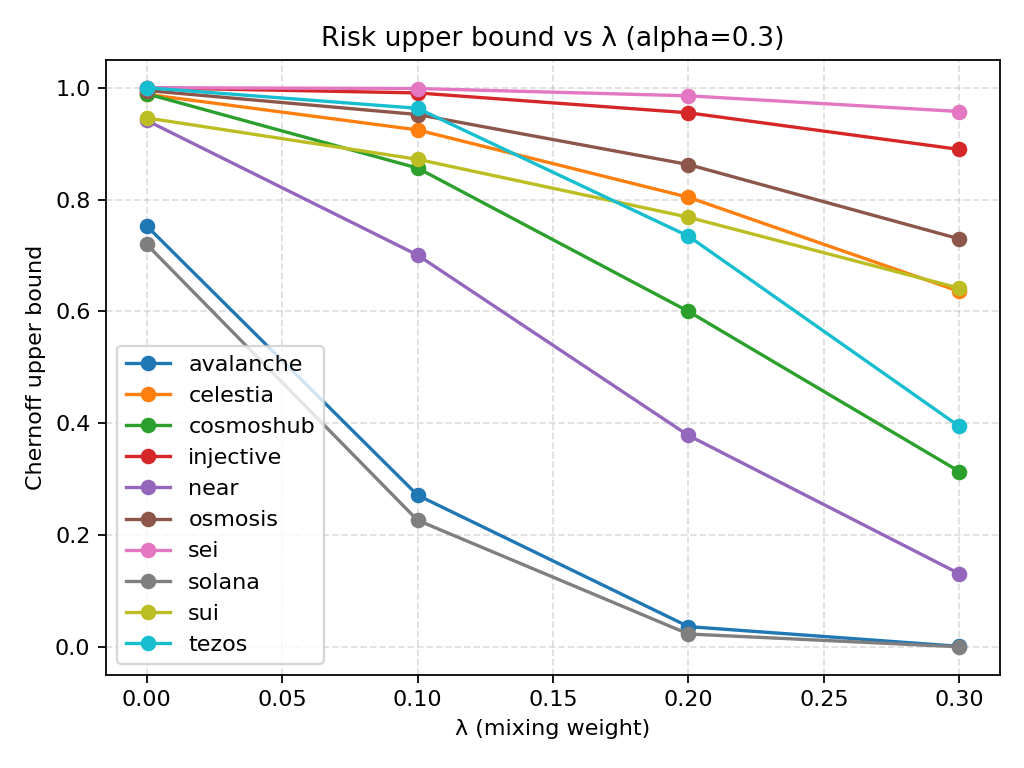 Risk upper bound vs λ (alpha=0.3)
Chernoff upper bound
1.0
0.8
0.6
0.4
0.2
0.0
avalanche
celestia
cosmoshub
injective
near
osmosis
sei
solana
sui
tezos
0.00 0.05 0.10 0.15 0.20 0.25 0.30
λ (mixing weight)